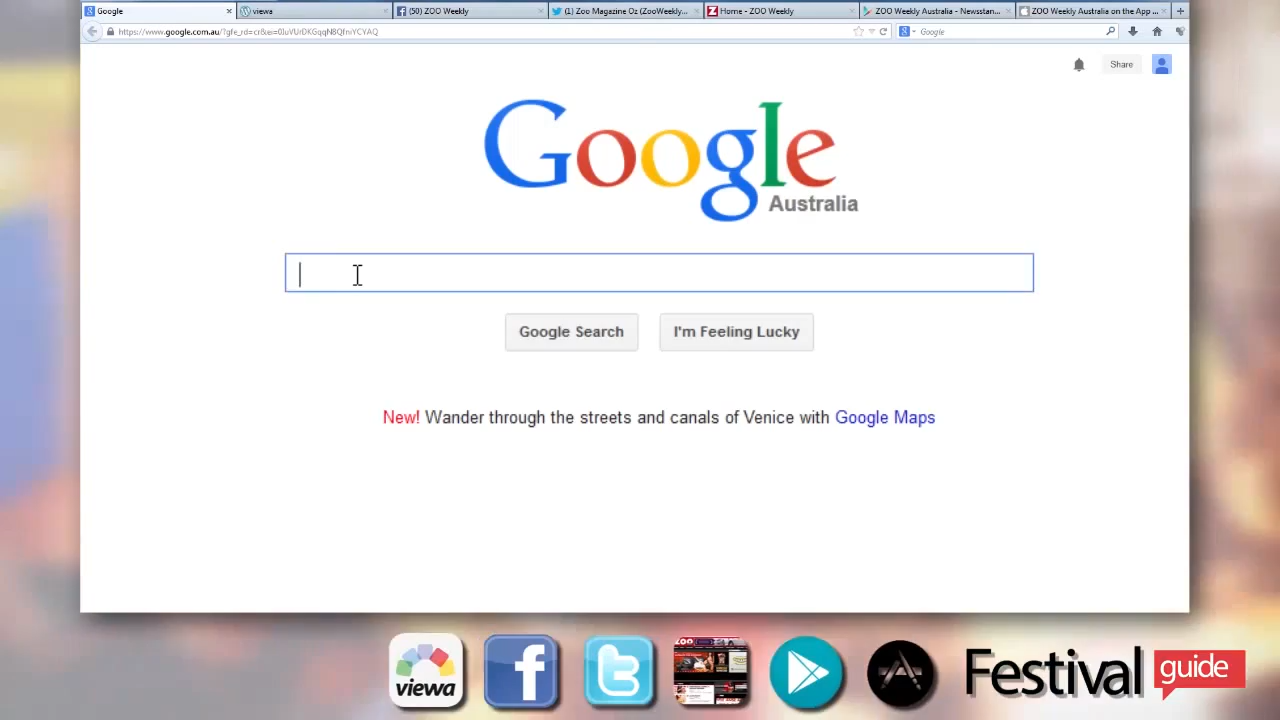 Google
viewa
(50) ZOO Weekly
(1) Zoo Magazine Oz (ZooWeekly...
Home - ZOO Weekly
ZOO Weekly Australia - Newsstan...
ZOO Weekly Australia on the App ...
Google
Share
Google
Australia
Google Search
I'm Feeling Lucky
New! Wander through the streets and canals of Venice with Google Maps
viewa
ZOO
Festival guide